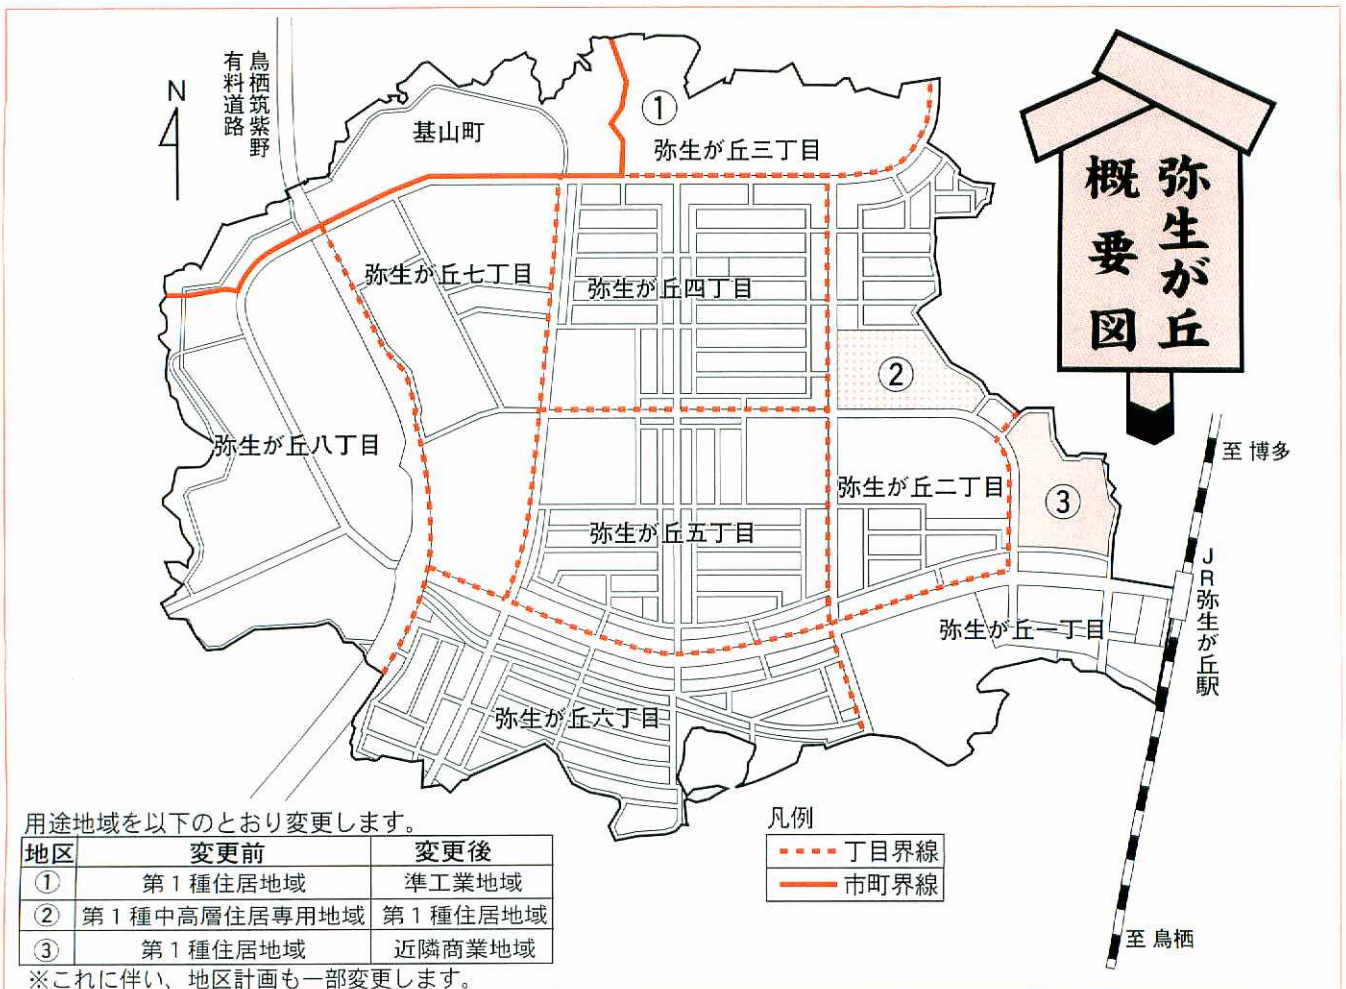 弥生が丘
概要図
N
鳥栖筑紫野
有料道路
基山町
①
弥生が丘三丁目
弥生が丘七丁目
弥生が丘四丁目
②
弥生が丘八丁目
弥生が丘二丁目
③
弥生が丘五丁目
弥生が丘一丁目
弥生が丘六丁目
至 博多
JR弥生が丘駅
至 鳥栖
用途地域を以下のとおり変更します。
地区 変更前 変更後
① 第1種住居地域 準工業地域
② 第1種中高層住居専用地域 第1種住居地域
③ 第1種住居地域 近隣商業地域
※これに伴い、地区計画も一部変更します。
凡例
丁目界線
市町界線